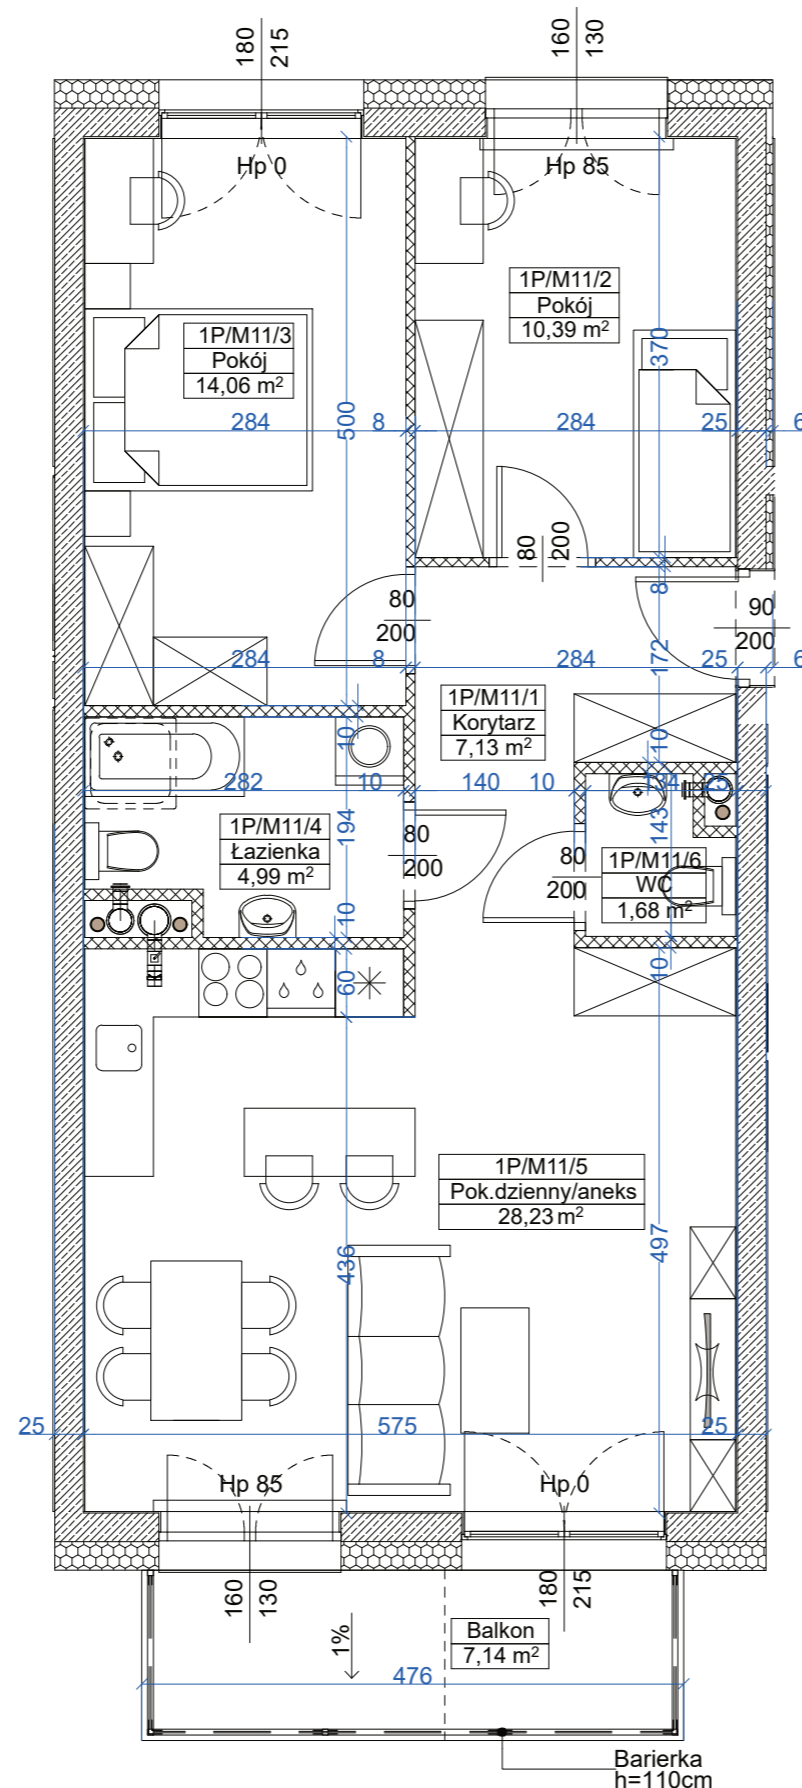 180
215
160
130
Hp 0
Hp 85
1P/M11/2
Pokój
10,39 m²
1P/M11/3
Pokój
14,06 m²
370
500
284
8
284
25
6
80
200
8
80
200
90
200
284
8
284
25
6
172
1P/M11/1
Korytarz
7,13 m²
10
10
282
10
140
10
134
25
1P/M11/4
Łazienka
4,99 m²
194
143
80
200
80
200
1P/M11/6
WC
1,68 m²
10
10
60
1P/M11/5
Pok.dzienny/aneks
28,23 m²
436
497
25
575
25
Hp 85
Hp 0
160
130
180
215
1%
Balkon
7,14 m²
476
Barierka
h=110cm